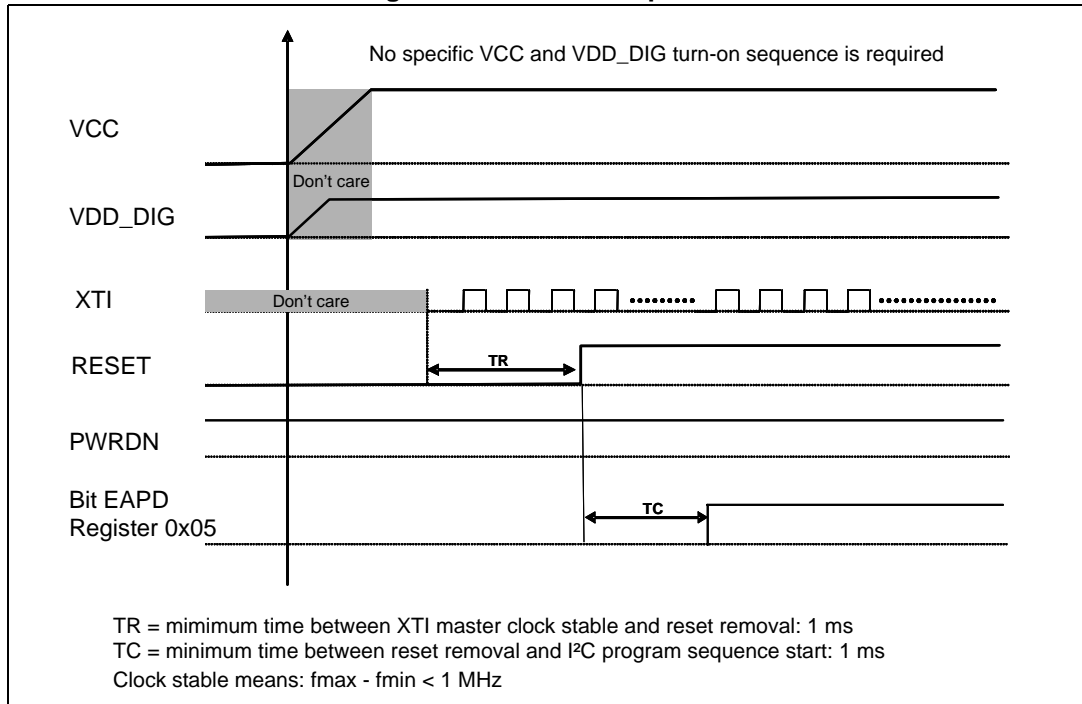 No specific VCC and VDD_DIG turn-on sequence is required
VCC
Don't care
VDD_DIG
XTI
Don't care
TR
RESET
PWRDN
Bit EAPD
Register 0x05
TC
TR = mimimum time between XTI master clock stable and reset removal: 1 ms
TC = minimum time between reset removal and I²C program sequence start: 1 ms
Clock stable means: fmax - fmin < 1 MHz